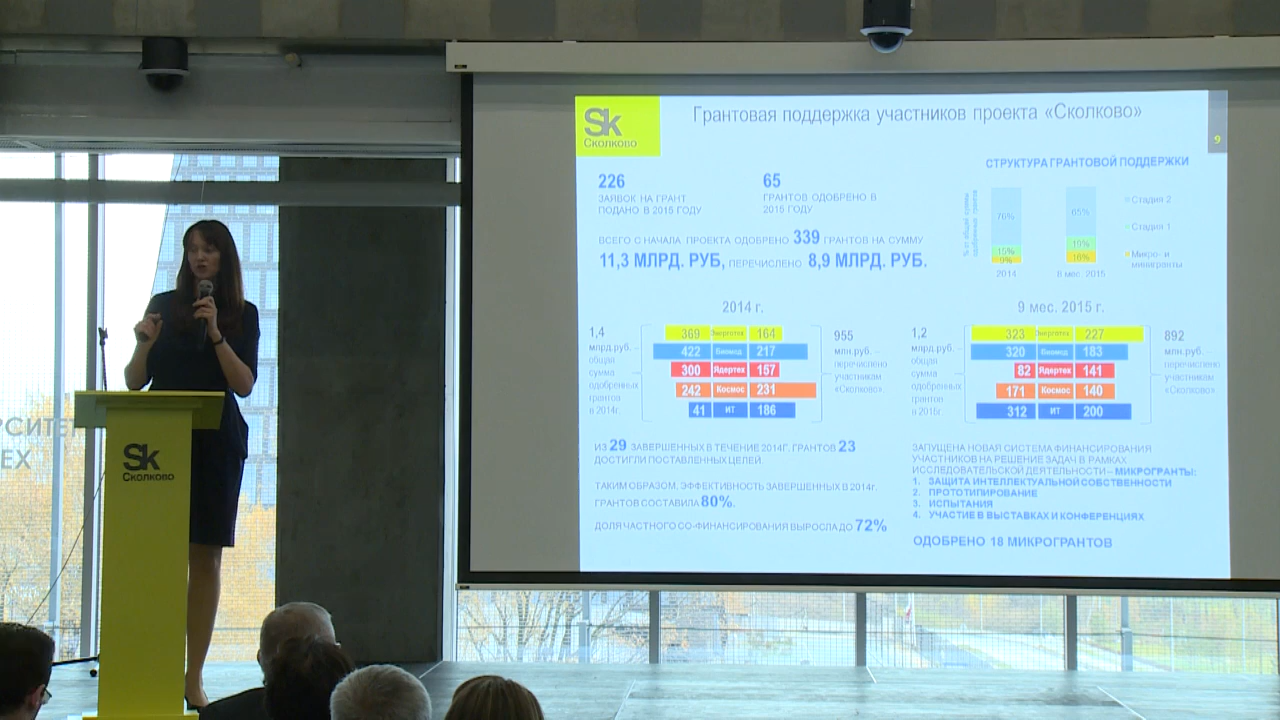 Sk
Сколково
Грантовая поддержка участников проекта «Сколково»
9
226
ЗАЯВОК НА ГРАНТ
ПОДАНО В 2015 ГОДУ
65
ГРАНТОВ ОДОБРЕНО В
2015 ГОДУ
ВСЕГО С НАЧАЛА ПРОЕКТА ОДОБРЕНО 339 ГРАНТОВ НА СУММУ
11,3 МЛРД. РУБ, ПЕРЕЧИСЛЕНО 8,9 МЛРД. РУБ.
СТРУКТУРА ГРАНТОВОЙ ПОДДЕРЖКИ
% от общей суммы
одобренных грантов
76%
15%
9%
2014
65%
19%
16%
8 мес. 2015
Стадия 2
Стадия 1
Микро- и
минигранты
2014 г.
1,4
млрд.руб. –
общая
сумма
одобренных
грантов
в 2014г.
369 Энерготех 164
422 Биомед 217
300 Ядертех 157
242 Космос 231
41 ИТ 186
955
млн.руб. –
перечислено
участникам
«Сколково»
9 мес. 2015 г.
1,2
млрд.руб. –
общая
сумма
одобренных
грантов
в 2015г.
323 Энерготех 227
320 Биомед 183
82 Ядертех 141
171 Космос 140
312 ИТ 200
892
млн.руб. –
перечислено
участникам
«Сколково»
ИЗ 29 ЗАВЕРШЕННЫХ В ТЕЧЕНИЕ 2014Г. ГРАНТОВ 23
ДОСТИГЛИ ПОСТАВЛЕННЫХ ЦЕЛЕЙ.
ТАКИМ ОБРАЗОМ, ЭФФЕКТИВНОСТЬ ЗАВЕРШЕННЫХ В 2014г.
ГРАНТОВ СОСТАВИЛА 80%.
ДОЛЯ ЧАСТНОГО СО-ФИНАНСИРОВАНИЯ ВЫРОСЛА ДО 72%
ЗАПУЩЕНА НОВАЯ СИСТЕМА ФИНАНСИРОВАНИЯ
УЧАСТНИКОВ НА РЕШЕНИЕ ЗАДАЧ В РАМКАХ
ИССЛЕДОВАТЕЛЬСКОЙ ДЕЯТЕЛЬНОСТИ – МИКРОГРАНТЫ:
1. ЗАЩИТА ИНТЕЛЛЕКТУАЛЬНОЙ СОБСТВЕННОСТИ
2. ПРОТОТИПИРОВАНИЕ
3. ИСПЫТАНИЯ
4. УЧАСТИЕ В ВЫСТАВКАХ И КОНФЕРЕНЦИЯХ
ОДОБРЕНО 18 МИКРОГРАНТОВ
Sk
Сколково